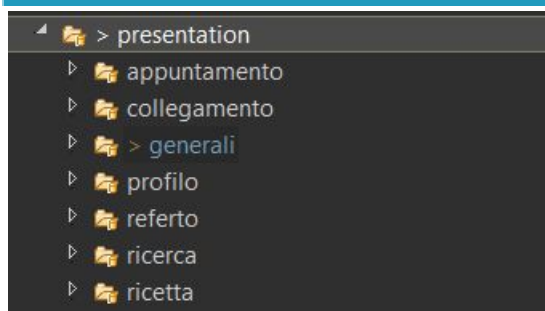 > presentation
appuntamento
collegamento
> generali
profilo
referto
ricerca
ricetta